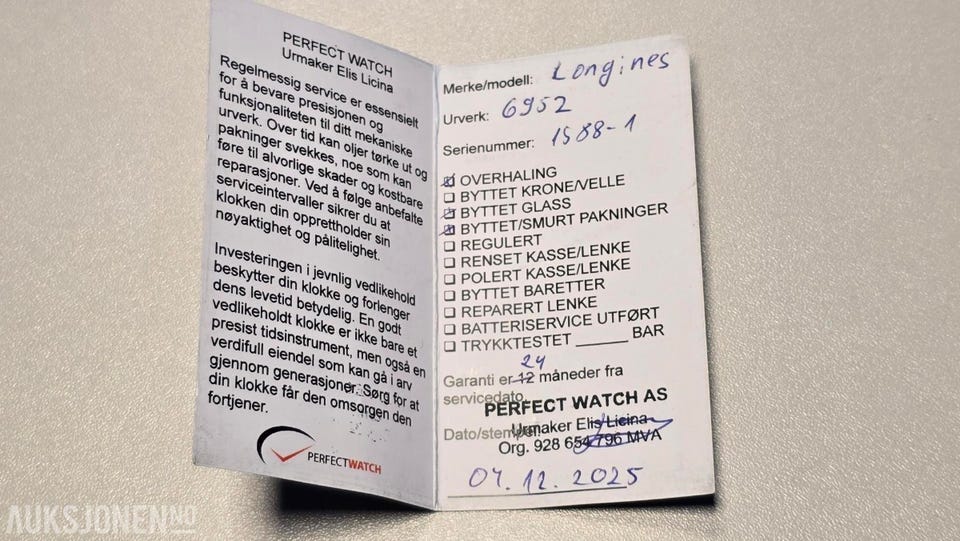 PERFECT WATCH
Urmaker Elis Licina
Regelmessig service er essensielt
for å bevare presisjonen og
funksjonaliteten til ditt mekaniske
urverk. Over tid kan oljer tørke ut og
pakninger svekkes, noe som kan
føre til alvorlige skader og kostbare
reparasjoner. Ved å følge anbefalte
serviceintervaller sikrer du at
klokken din opprettholder sin
nøyaktighet og pålitelighet.
Investeringen i jevnlig vedlikehold
beskytter din klokke og forlenger
dens levetid betydelig. En godt
vedlikeholdt klokke er ikke bare et
presist tidsinstrument, men også en
verdifull eiendel som kan gå i arv
gjennom generasjoner. Sørg for at
din klokke får den omsorgen den
fortjener.
PERFECTWATCH
Merke/modell: Longines
Urverk: 6952
Serienummer: 1588-1
OVERHALING
BYTTET KRONE/VELLE
BYTTET GLASS
BYTTET/SMURT PAKNINGER
REGULERT
RENSET KASSE/LENKE
POLERT KASSE/LENKE
BYTTET BARETTER
REPARERT LENKE
BATTERISERVICE UTFØRT
TRYKKTESTET ______ BAR
24
Garanti er 12 måneder fra
servicedato.
PERFECT WATCH AS
Urmaker Elis Licina
Dato/stempel:
Org. 928 654 796 MVA
04.12.2025
AUKSJONEN.NO